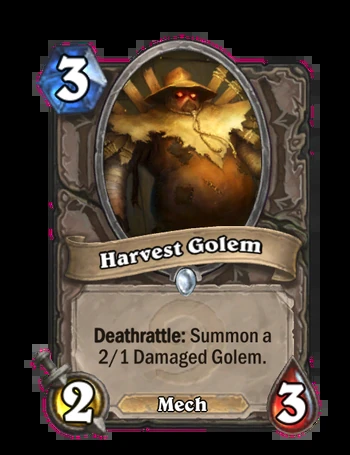 3
Harvest Golem
Deathrattle: Summon a
2/1 Damaged Golem.
2
Mech
3